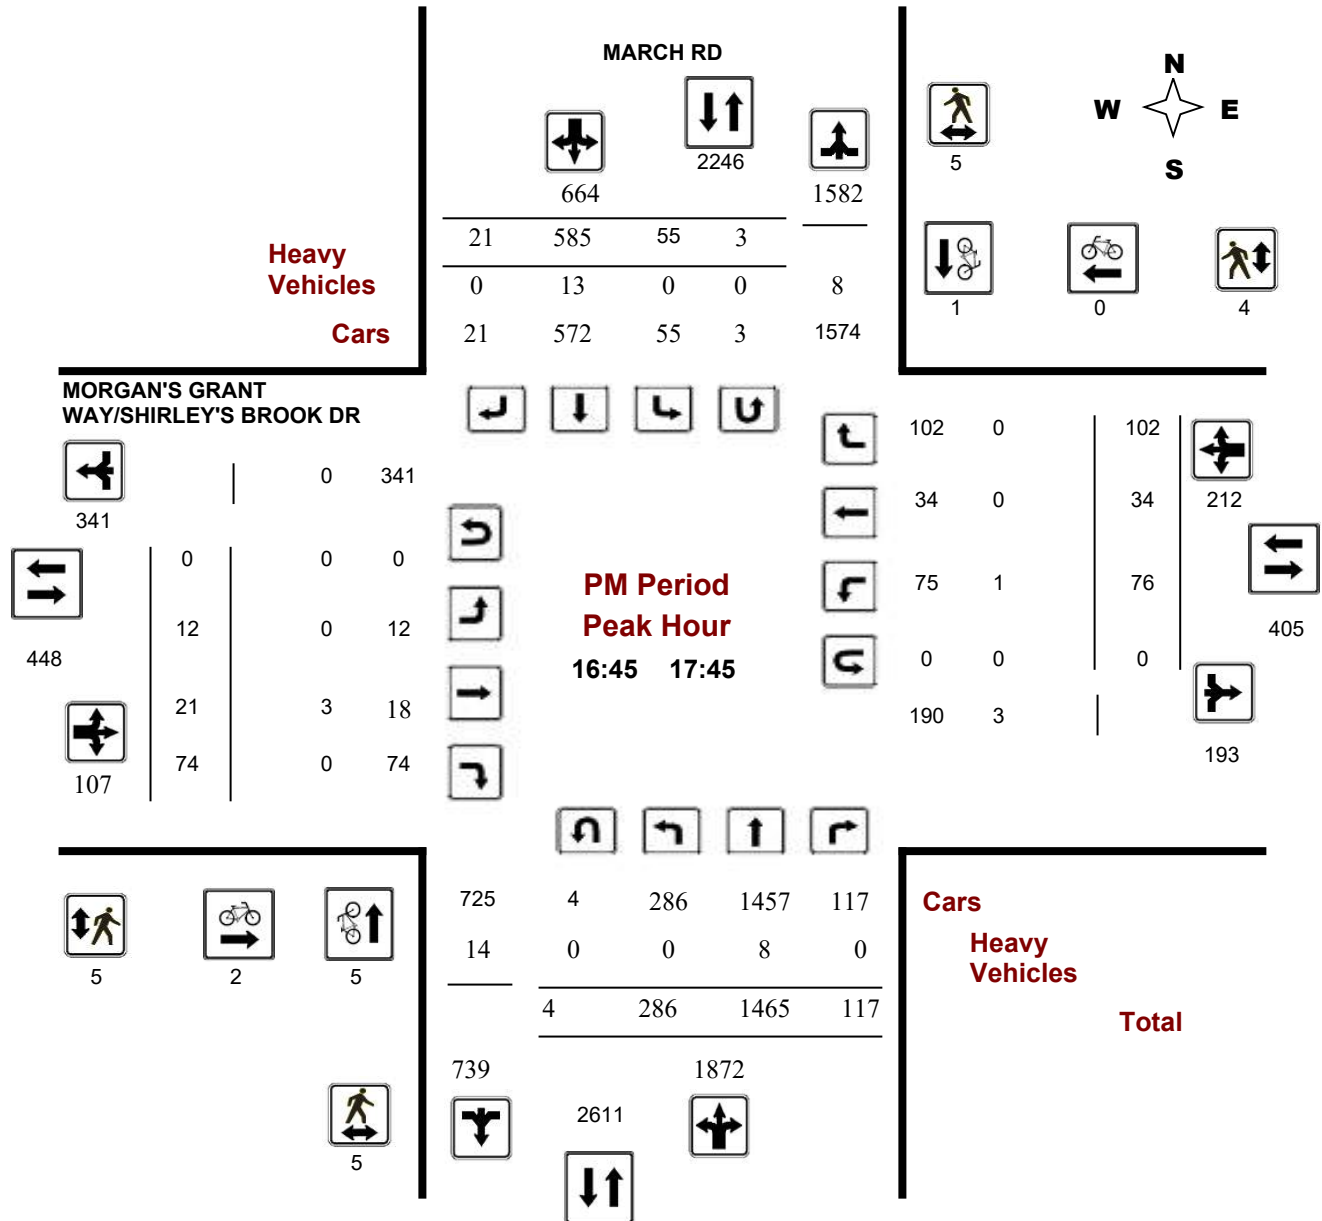 MARCH RD
N
W E
S
2246
5
664
1582
21 585 55 3
Heavy
Vehicles
0 13 0 0 8
1 0 4
Cars
21 572 55 3 1574
MORGAN'S GRANT
WAY/SHIRLEY'S BROOK DR
102 0 102
0 341
341
34 0 34 212
0 0 0
PM Period
75 1 76
Peak Hour
12 0 12
405
448
16:45 17:45
0 0 0
21 3 18
190 3
193
74 0 74
107
725 4 286 1457 117
Cars
14 0 0 8 0
Heavy
Vehicles
5 2 5
4 286 1465 117
Total
739 1872
2611
5